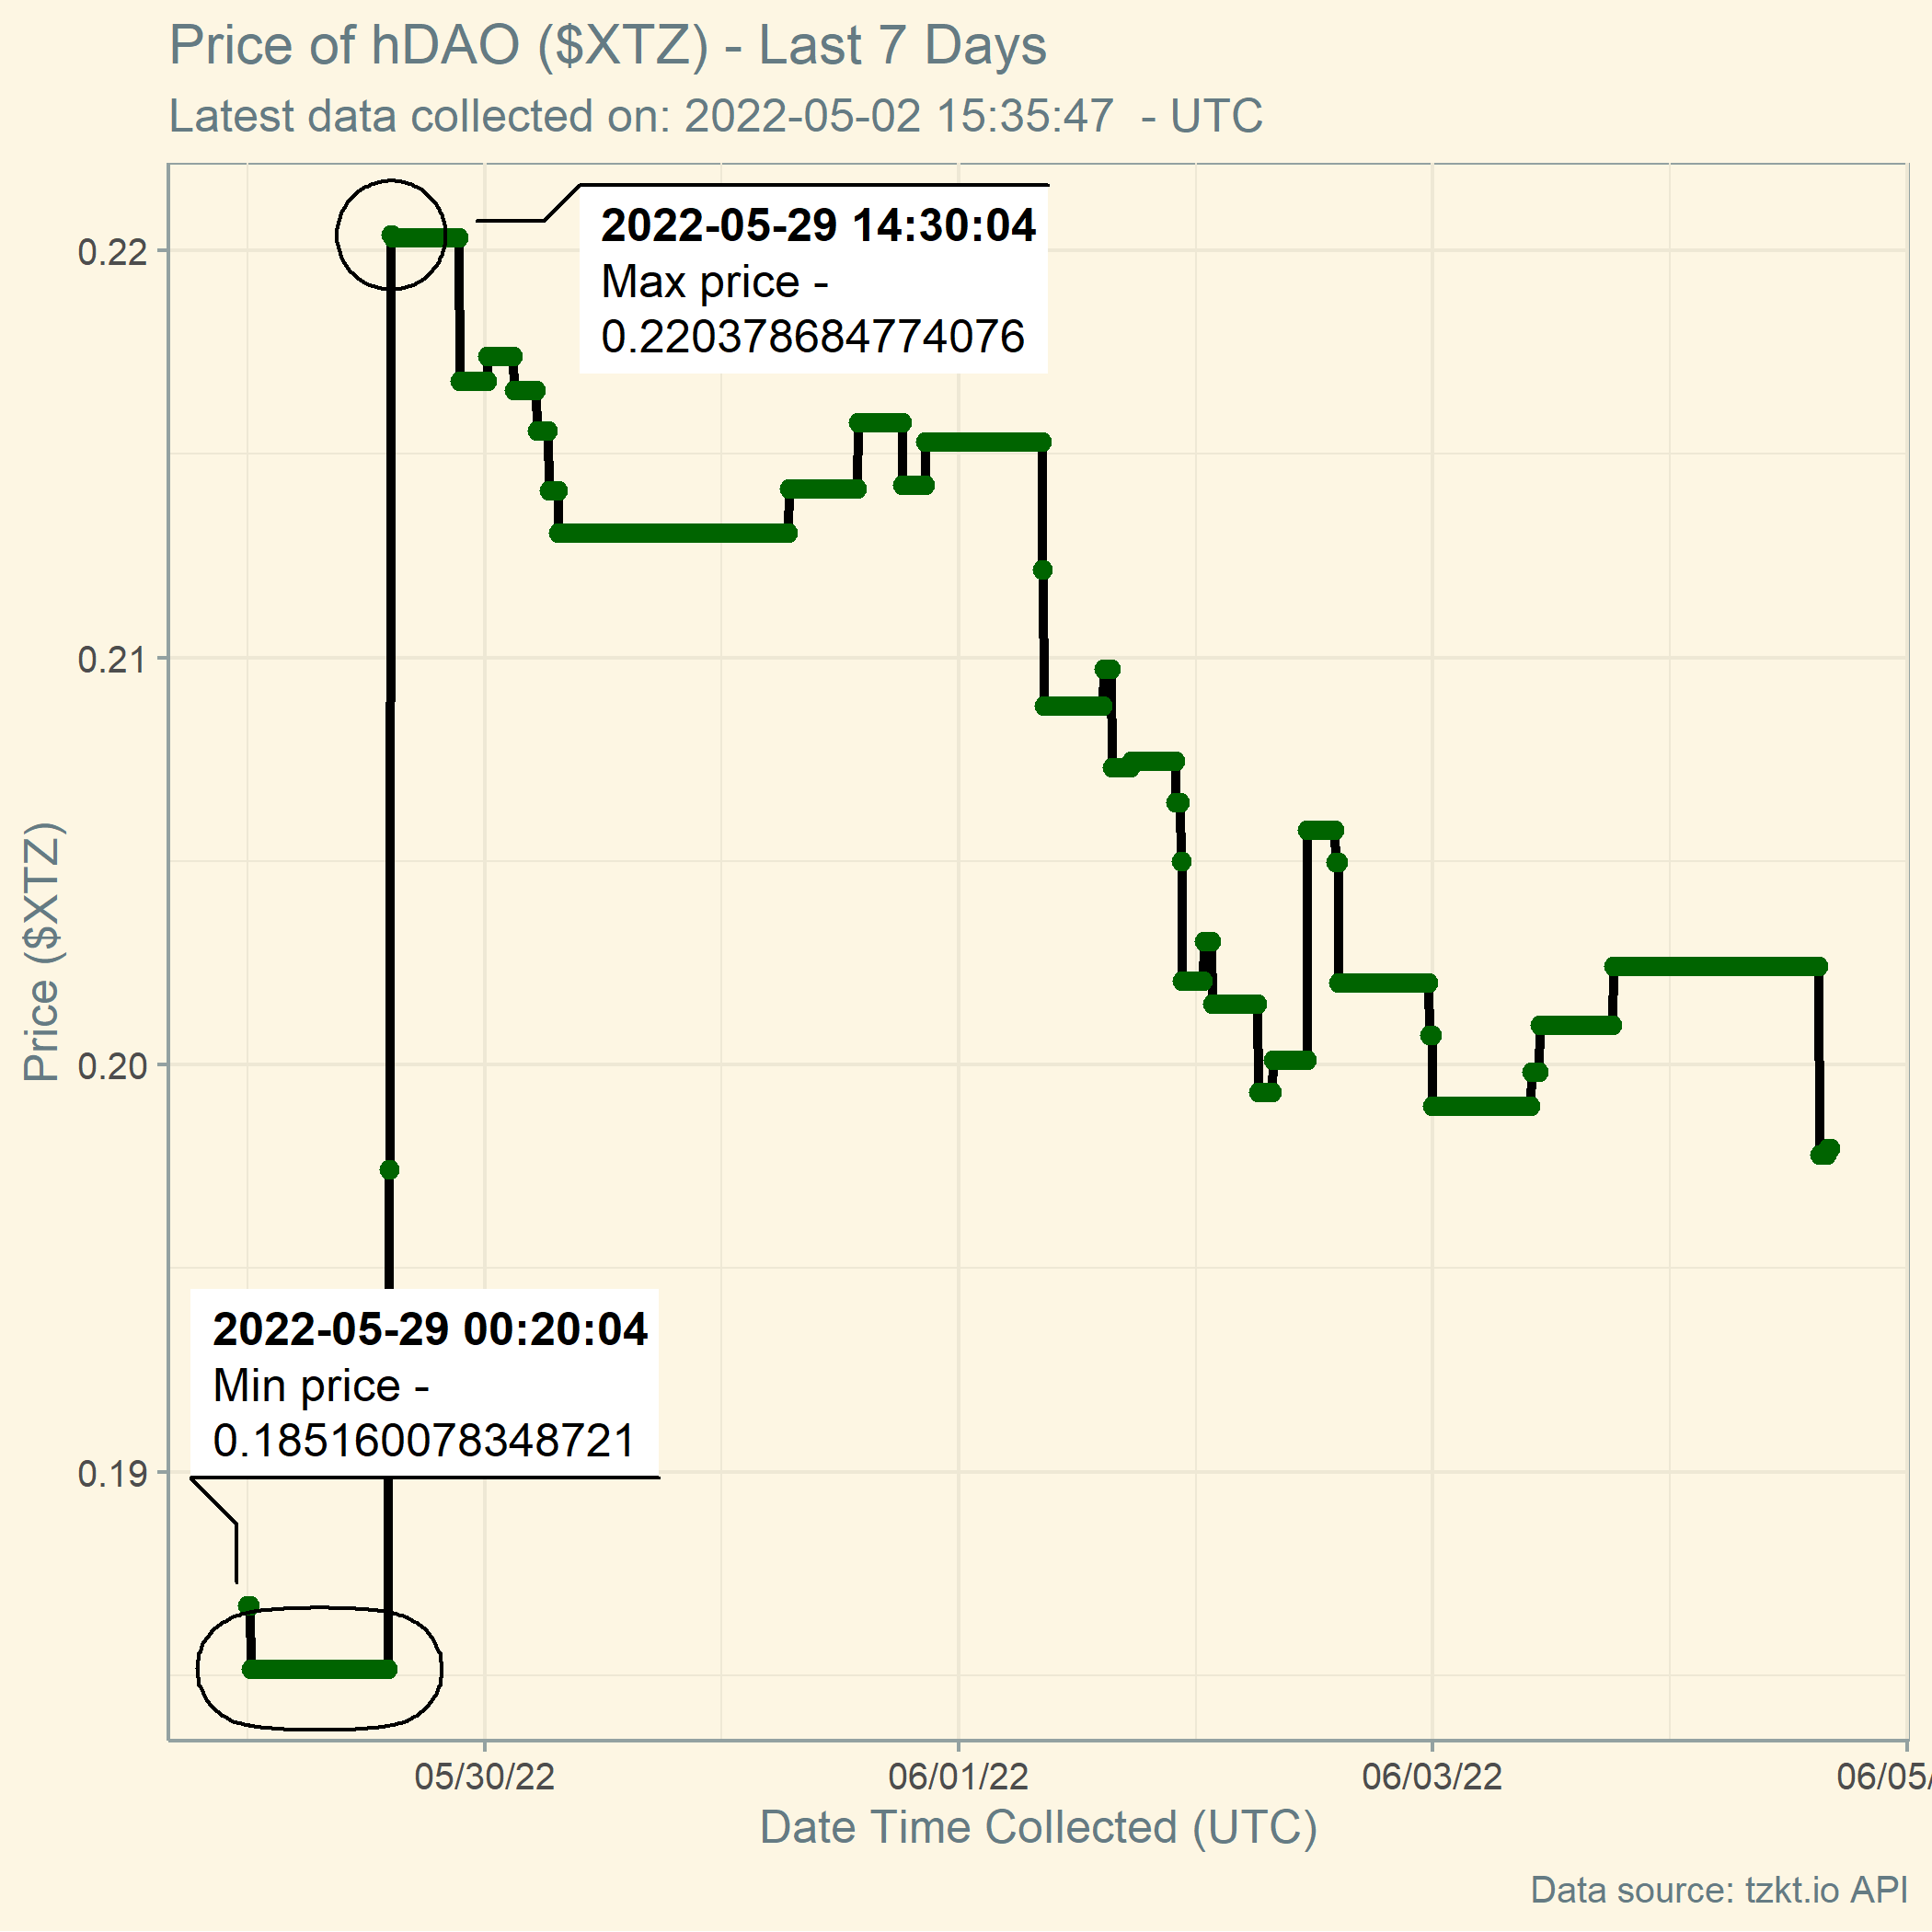 Price of hDAO ($XTZ) - Last 7 Days
Latest data collected on: 2022-05-02 15:35:47  - UTC
2022-05-29 14:30:04
Max price -
0.220378684774076
0.22
0.21
0.20
0.19
Price ($XTZ)
2022-05-29 00:20:04
Min price -
0.185160078348721
05/30/22
06/01/22
06/03/22
06/05/
Date Time Collected (UTC)
Data source: tzkt.io API